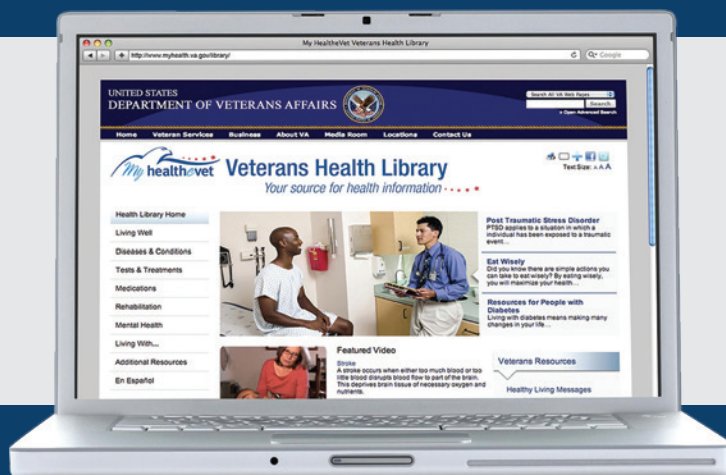 My HealtheVet Veterans Health Library
http://www.myhealth.va.gov/library/
Google
UNITED STATES
DEPARTMENT OF VETERANS AFFAIRS
Search All VA Web Pages
Search
Open Advanced Search
Home Veteran Services Business About VA Media Room Locations Contact Us
My healthevet Veterans Health Library
Your source for health information
Text Size: A A A
Health Library Home
Living Well
Diseases & Conditions
Tests & Treatments
Medications
Rehabilitation
Mental Health
Living With...
Additional Resources
En Español
Post Traumatic Stress Disorder
PTSD applies to a situation in which a
individual has been exposed to a traumatic
event...
Eat Wisely
Did you know there are simple actions you
can take to eat wisely? By eating wisely,
you will maximize your health...
Resources for People with
Diabetes
Living with diabetes means making many
changes in your life...
Featured Video
Stroke
A stroke occurs when either too much blood or too
little blood disrupts blood flow to part of the brain.
This deprives brain tissue of necessary oxygen and
nutrients.
Veterans Resources
Healthy Living Messages